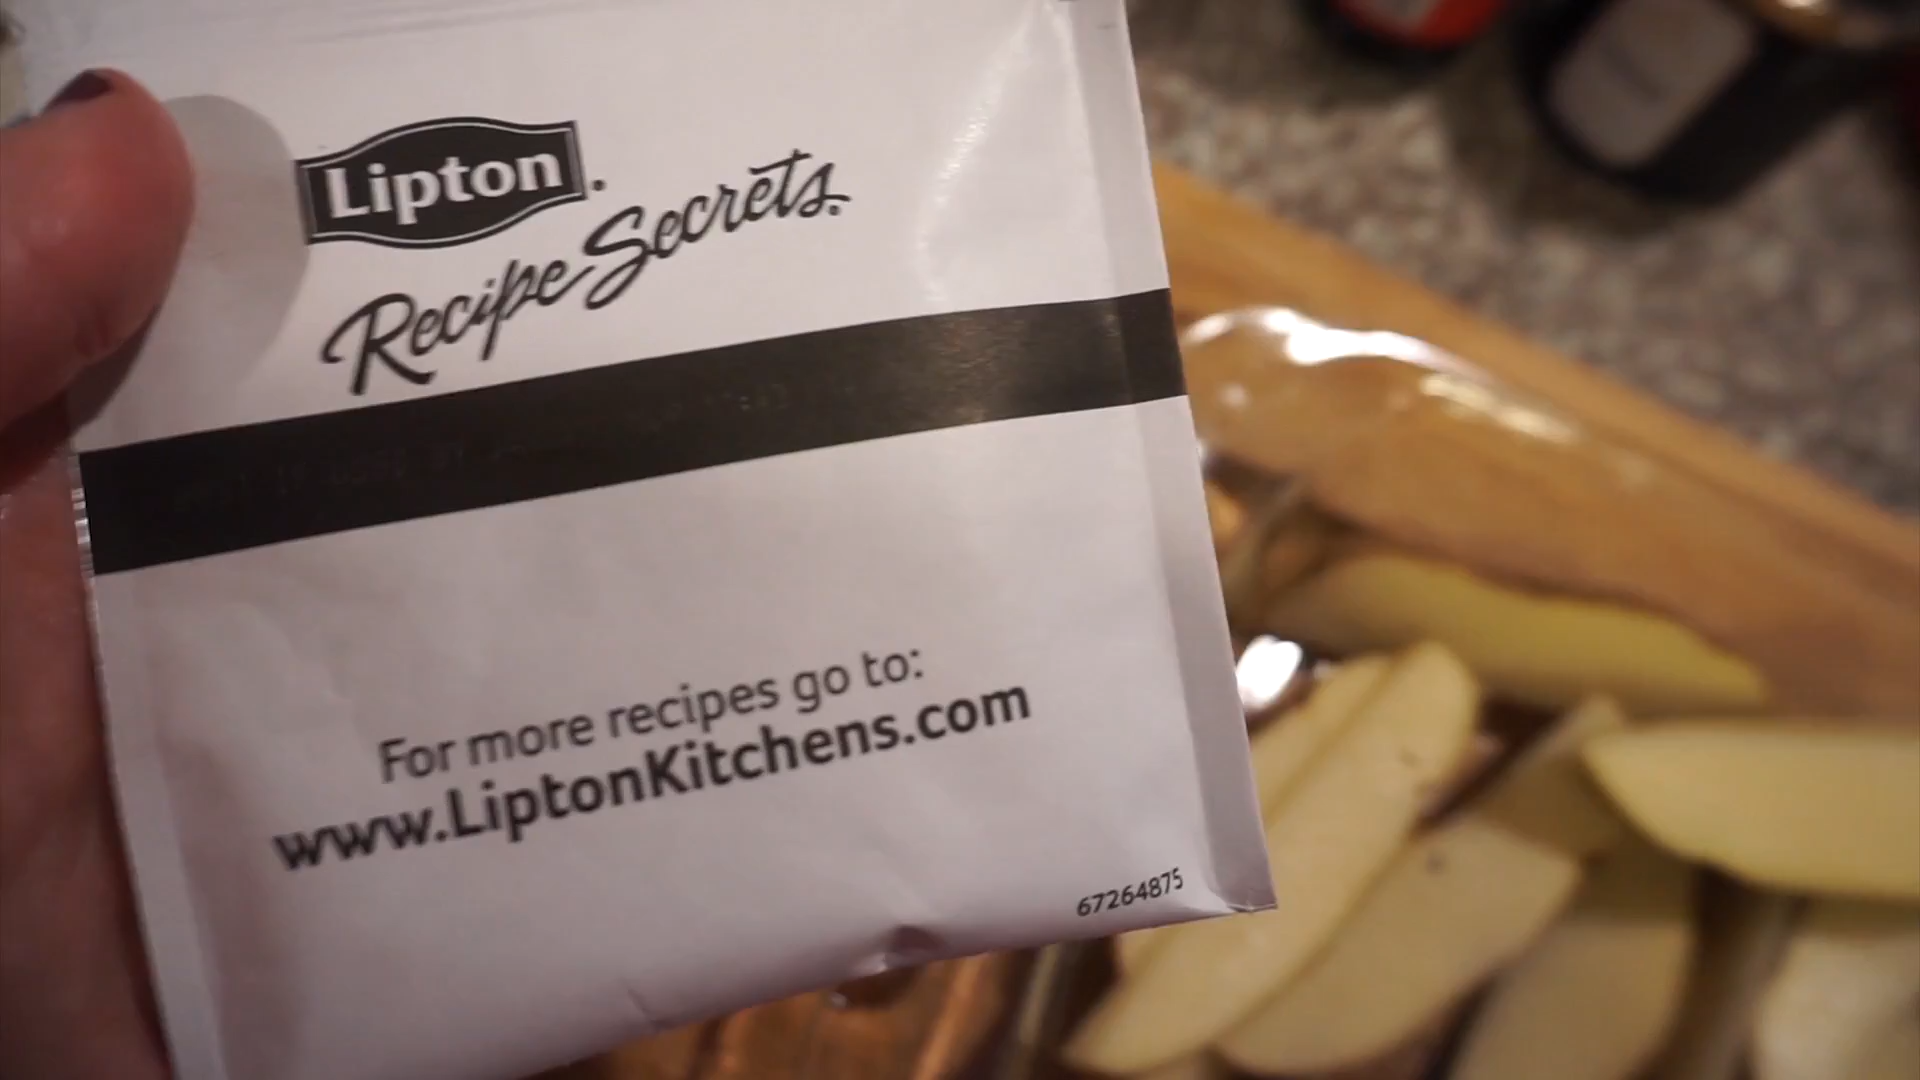 Lipton
Recipe Secrets
For more recipes go to:
www.LiptonKitchens.com
67264875